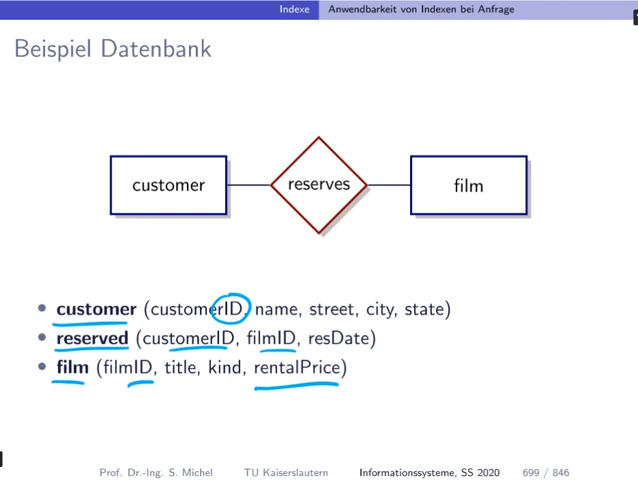 Indexe Anwendbarkeit von Indexen bei Anfrage
Beispiel Datenbank
customer reserves film
• customer (customerID, name, street, city, state)
• reserved (customerID, filmID, resDate)
• film (filmID, title, kind, rentalPrice)
Prof. Dr.-Ing. S. Michel TU Kaiserslautern Informationssysteme, SS 2020 699 / 846